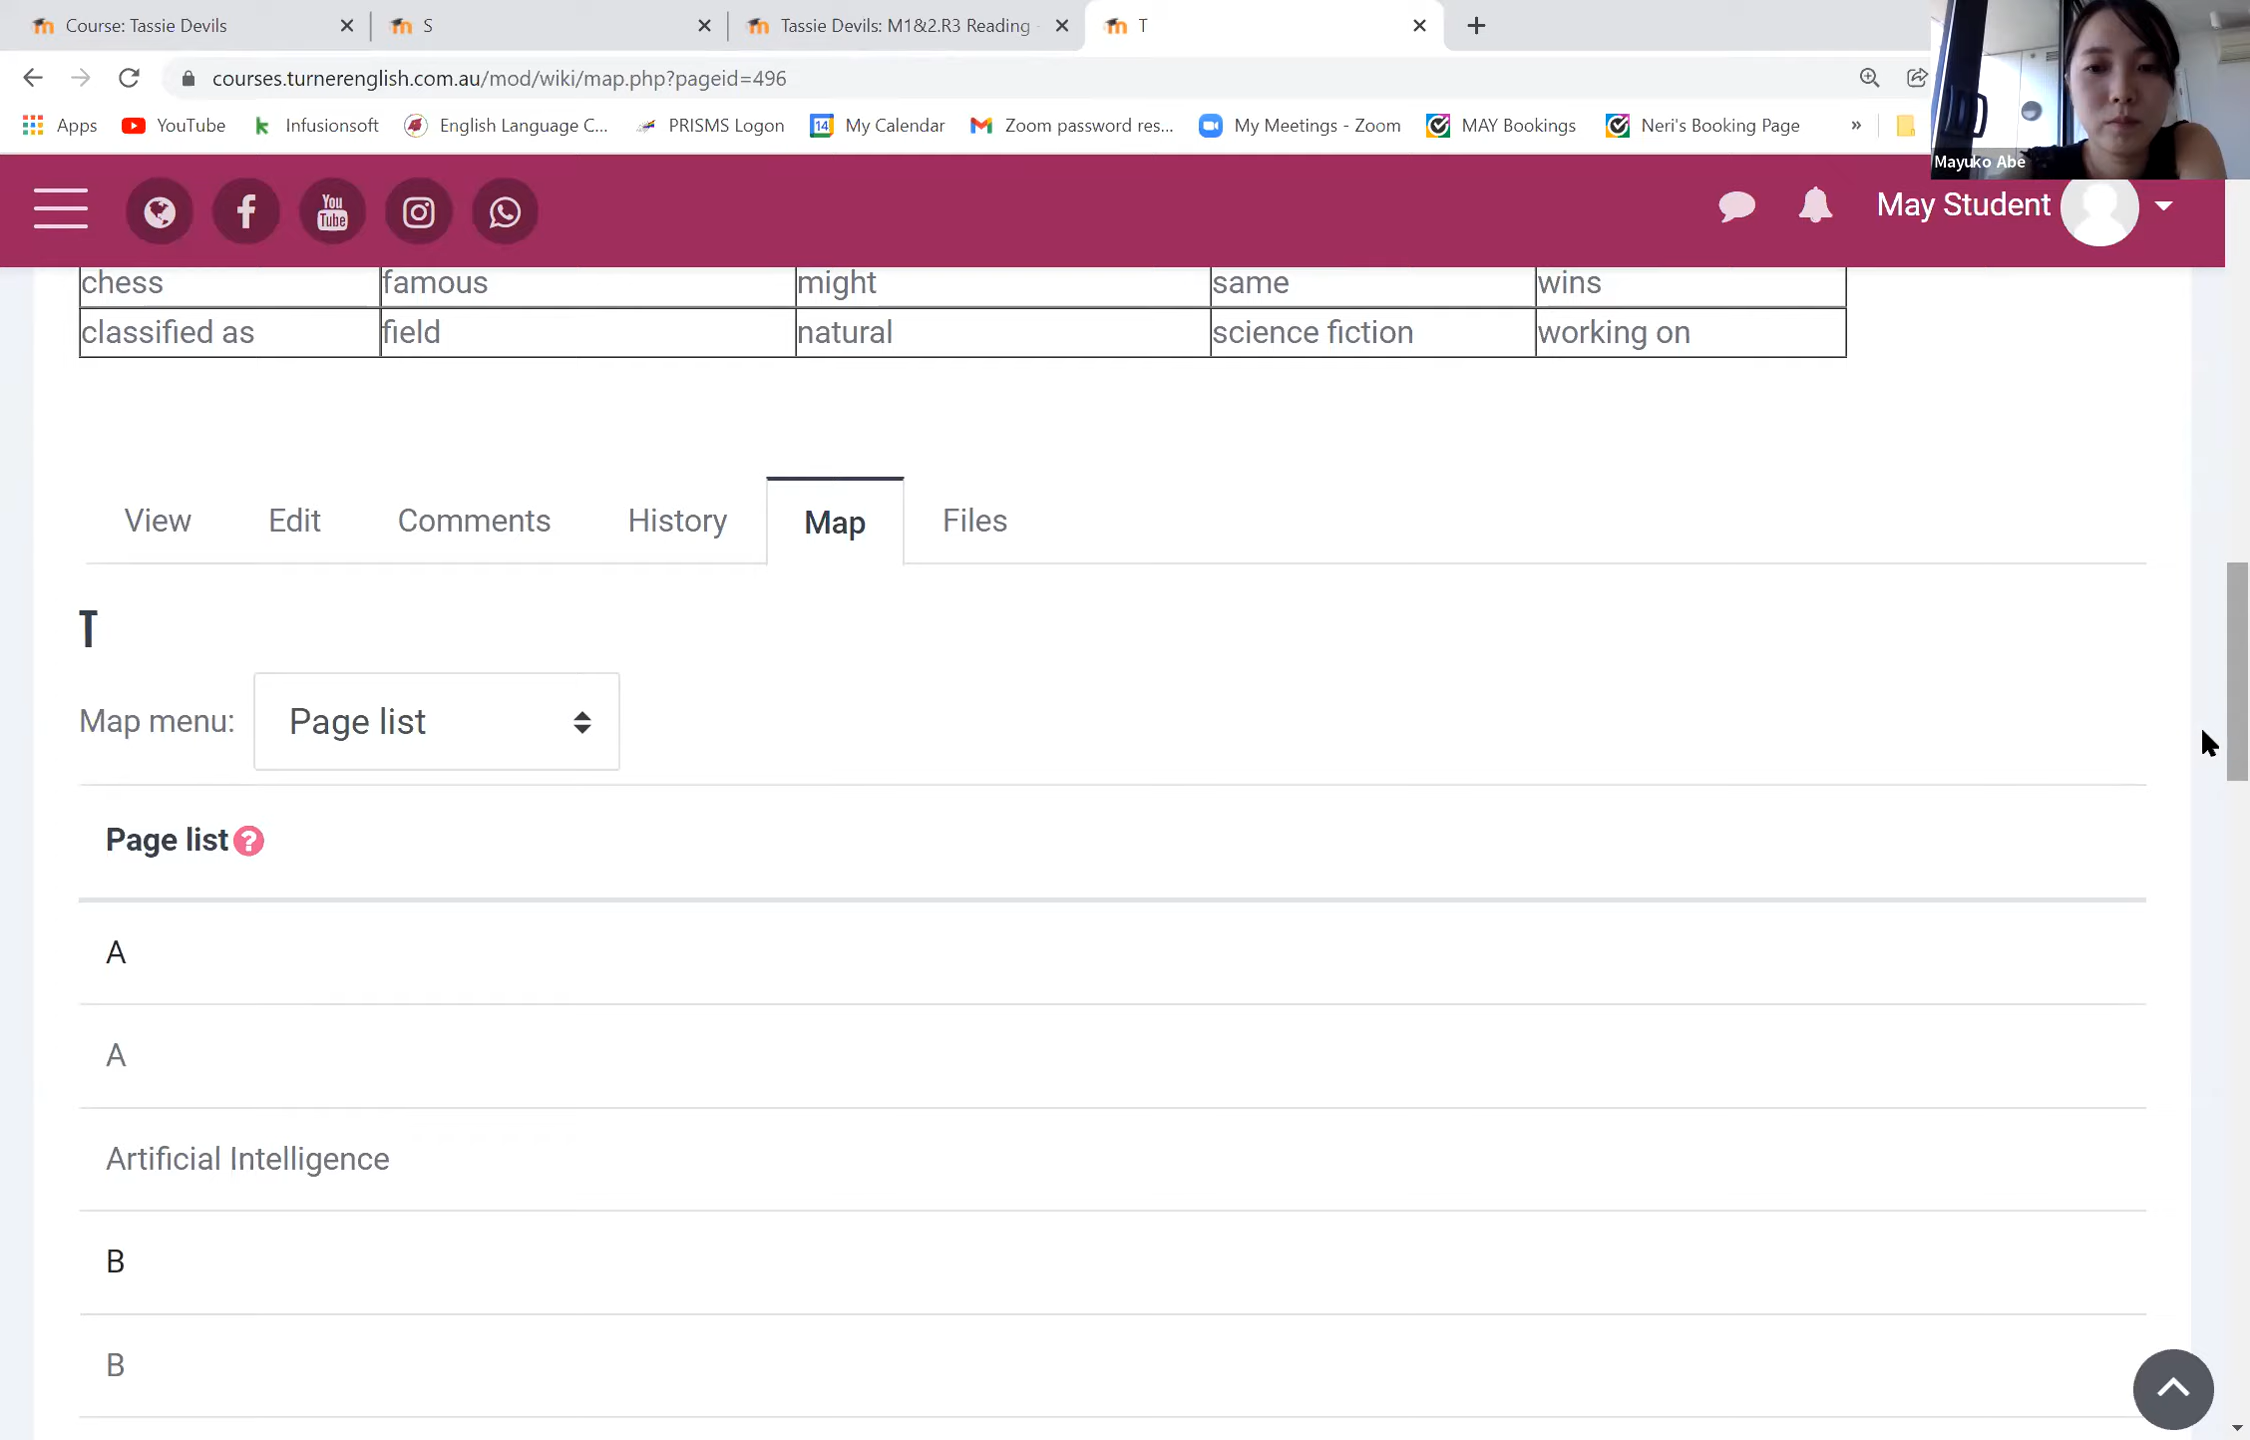 Course: Tassie Devils
S
Tassie Devils: M1&2.R3 Reading
T
courses.turnerenglish.com.au/mod/wiki/map.php?pageid=496
Apps YouTube Infusionsoft English Language C... PRISMS Logon 14 My Calendar Zoom password res... My Meetings - Zoom MAY Bookings Neri's Booking Page »
Mayuko Abe
You Tube
May Student
chess famous might same wins
classified as field natural science fiction working on
View Edit Comments History Map Files
T
Map menu: Page list
Page list ?
A
A
Artificial Intelligence
B
B